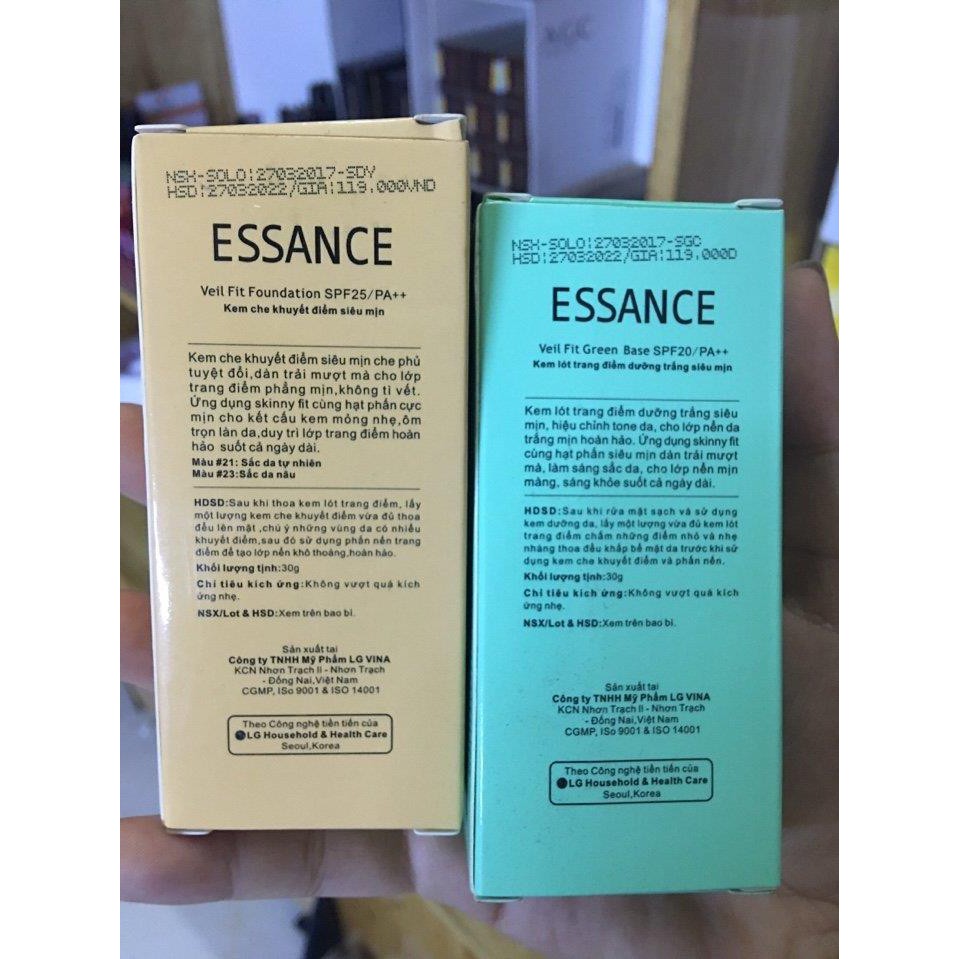 NSX-SOLO:27032017-SDY
HSD:27032022/GIA:119.000VND
ESSANCE
Veil Fit Foundation SPF25/PA++
Kem che khuyết điểm siêu mịn
Kem che khuyết điểm siêu mịn che phủ
tuyệt đối,dàn trải mượt mà cho lớp
trang điểm phẳng mịn,không tì vết.
Ứng dụng skinny fit cùng hạt phấn cực
mịn cho kết cấu kem mỏng nhẹ,ôm
trọn làn da,duy trì lớp trang điểm hoàn
hảo suốt cả ngày dài.
Màu #21: Sắc da tự nhiên
Màu #23:Sắc da nâu
HDSD:Sau khi thoa kem lót trang điểm, lấy
một lượng kem che khuyết điểm vừa đủ thoa
đều lên mặt ,chú ý những vùng da có nhiều
khuyết điểm,sau đó sử dụng phấn nền trang
điểm để tạo lớp nền khô thoáng,hoàn hảo.
Khối lượng tịnh:30g
Chỉ tiêu kích ứng:Không vượt quá kích
ứng nhẹ.
NSX/Lot & HSD:Xem trên bao bì.
Sản xuất tại
Công ty TNHH Mỹ Phẩm LG VINA
KCN Nhơn Trạch II - Nhơn Trạch
- Đồng Nai,Việt Nam
CGMP, ISo 9001 & ISO 14001
Theo Công nghệ tiên tiến của
LG Household & Health Care
Seoul,Korea
NSX-SOLO:27032017-SGC
HSD:27032022/GIA:119.000D
ESSANCE
Veil Fit Green Base SPF20/PA++
Kem lót trang điểm dưỡng trắng siêu mịn
Kem lót trang điểm dưỡng trắng siêu
mịn, hiệu chỉnh tone da, cho lớp nền da
trắng mịn hoàn hảo. Ứng dụng skinny fit
cùng hạt phấn siêu mịn dàn trải mượt
mà, làm sáng sắc da, cho lớp nền mịn
màng, sáng khỏe suốt cả ngày dài.
HDSD:Sau khi rửa mặt sạch và sử dụng
kem dưỡng da, lấy một lượng vừa đủ kem lót
trang điểm chấm những điểm nhỏ và nhẹ
nhàng thoa đều khắp bề mặt da trước khi sử
dụng kem che khuyết điểm và phấn nền.
Khối lượng tịnh:30g
Chỉ tiêu kích ứng:Không vượt quá kích
ứng nhẹ.
NSX/Lot & HSD:Xem trên bao bì.
Sản xuất tại
Công ty TNHH Mỹ Phẩm LG VINA
KCN Nhơn Trạch II - Nhơn Trạch
- Đồng Nai,Việt Nam
CGMP, ISo 9001 & ISO 14001
Theo Công nghệ tiên tiến của
LG Household & Health Care
Seoul,Korea